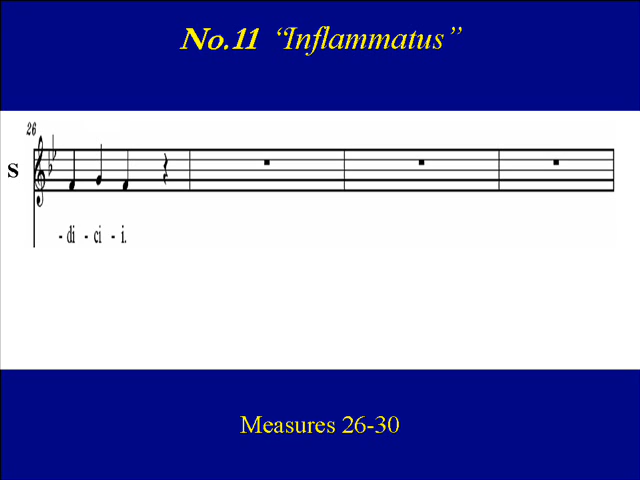 No.11 “Inflammatus”
26
S
- di - ci - i.
Measures 26-30